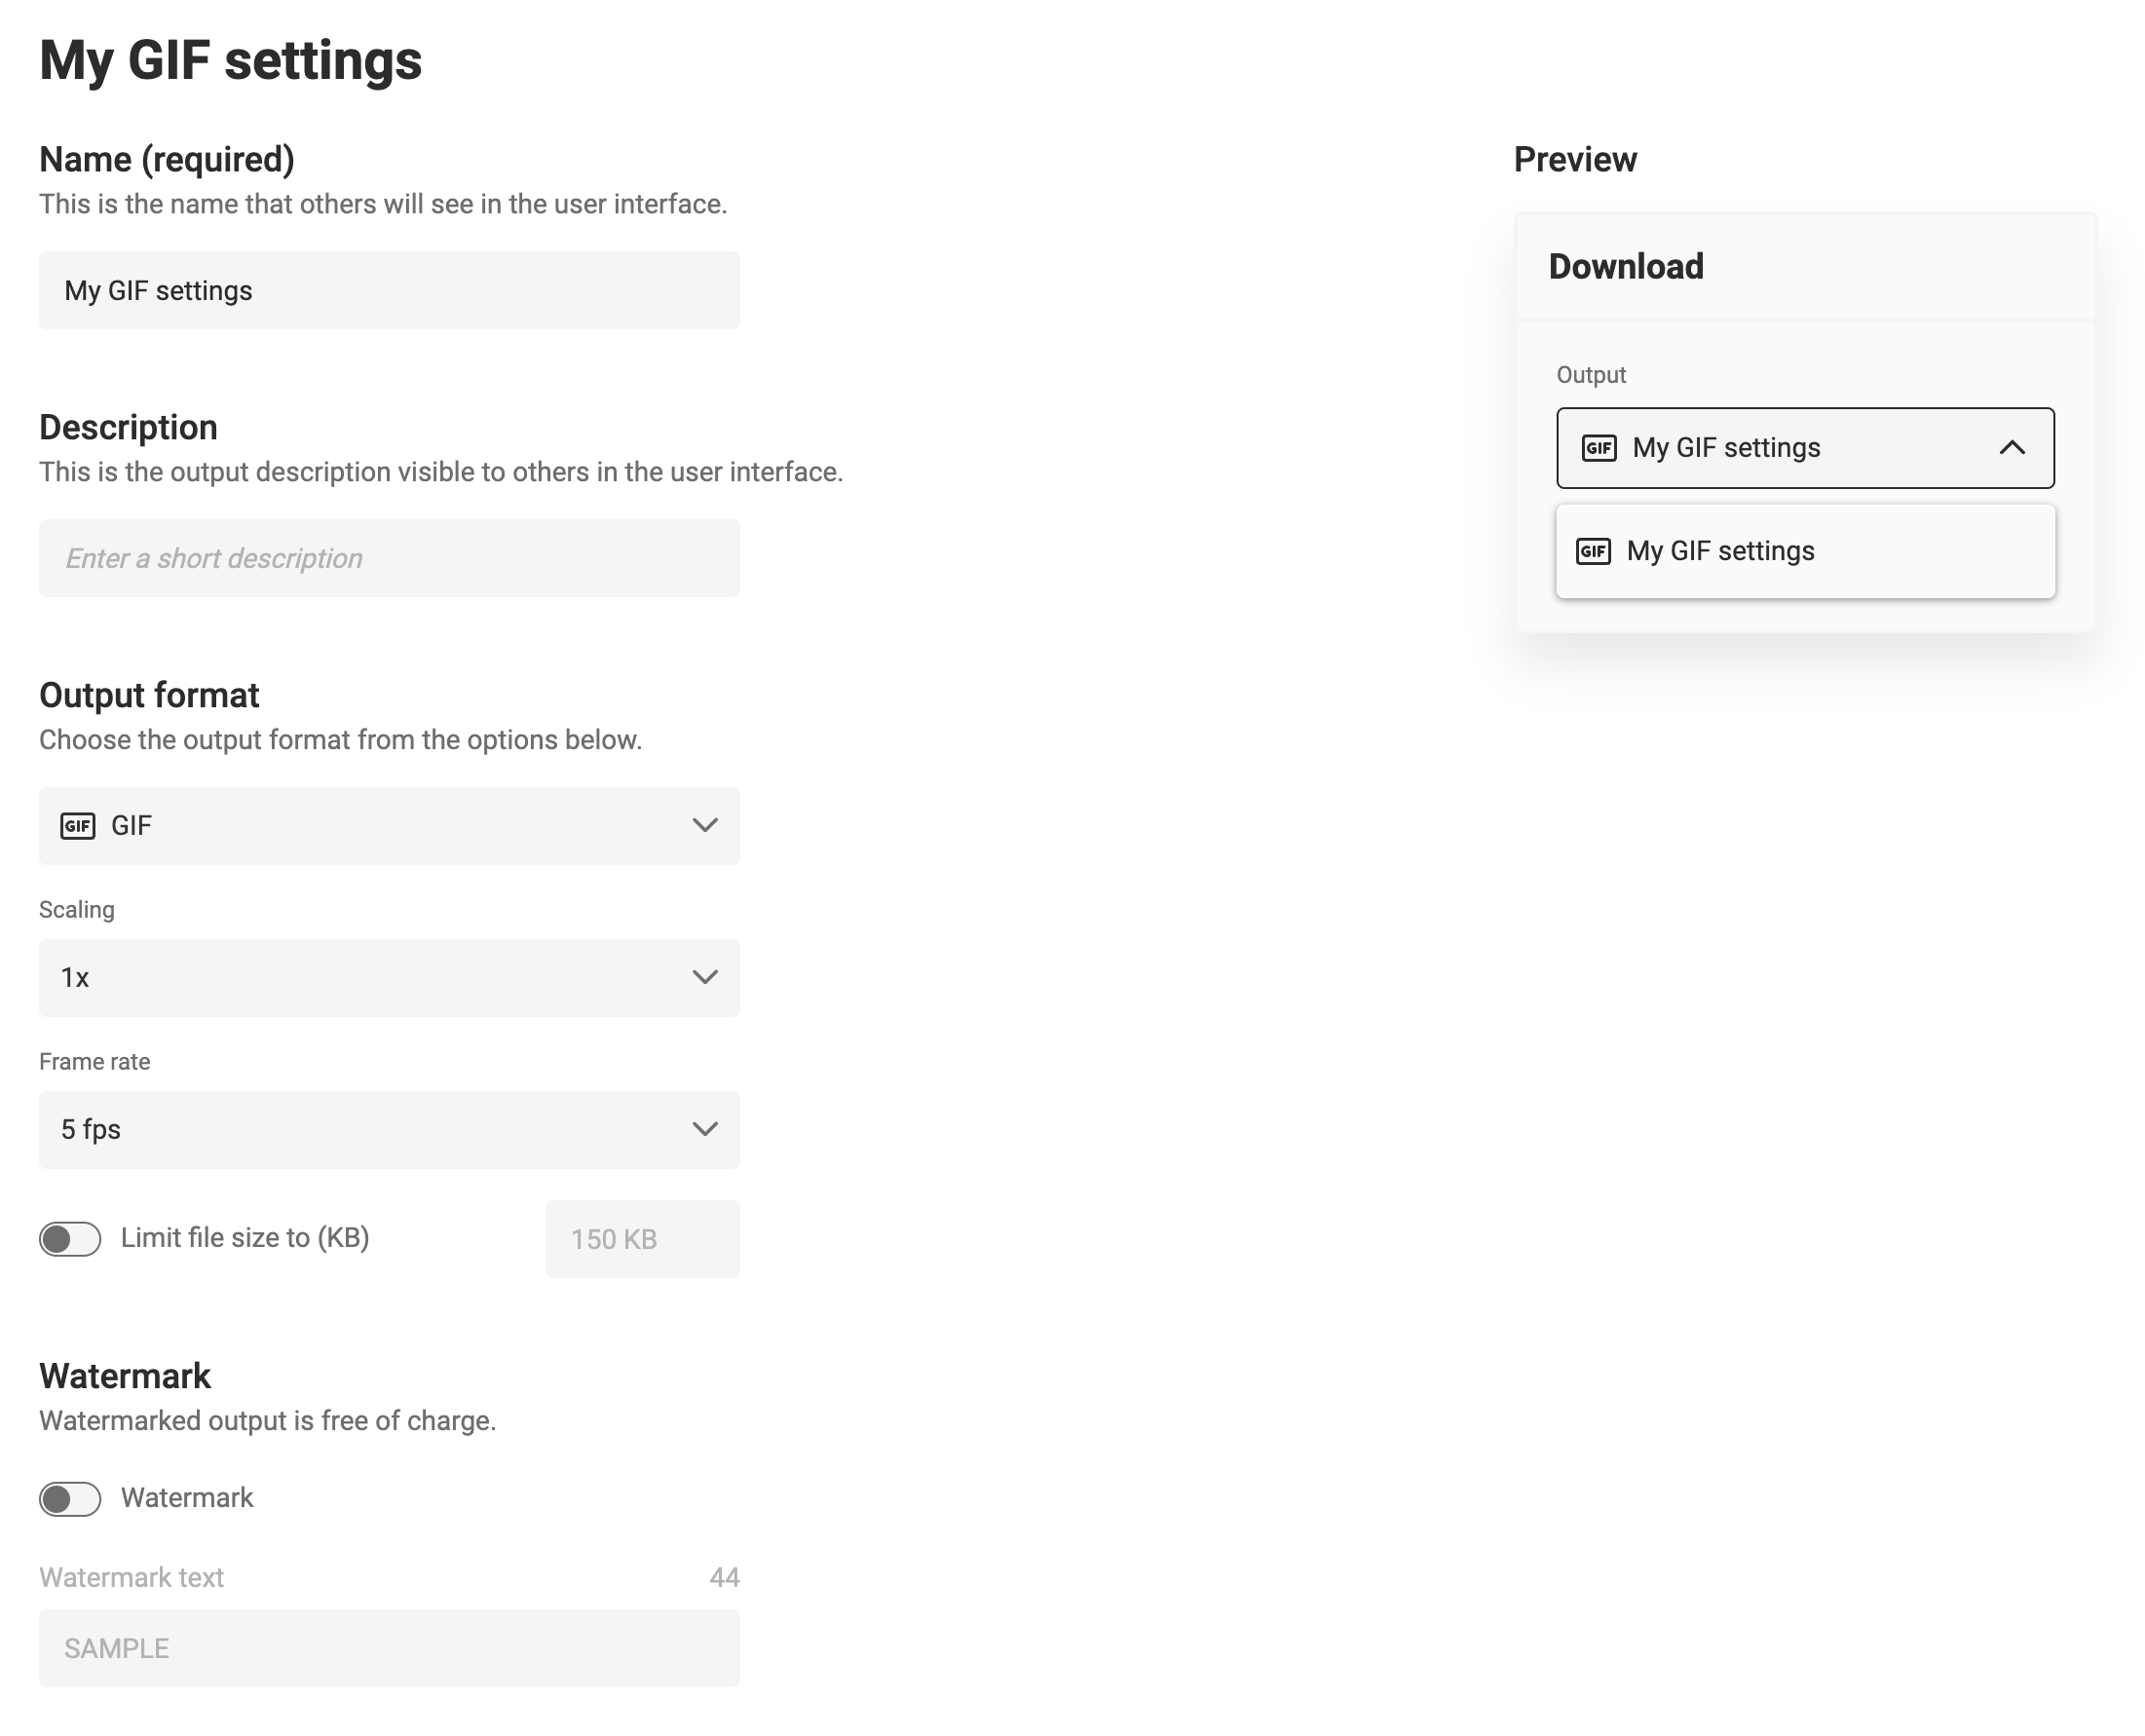 My GIF settings
Name (required)
This is the name that others will see in the user interface.
My GIF settings
Description
This is the output description visible to others in the user interface.
Enter a short description
Output format
Choose the output format from the options below.
GIF GIF
Scaling
1x
Frame rate
5 fps
Limit file size to (KB)
150 KB
Watermark
Watermarked output is free of charge.
Watermark
Watermark text
44
SAMPLE
Preview
Download
Output
GIF My GIF settings
GIF My GIF settings